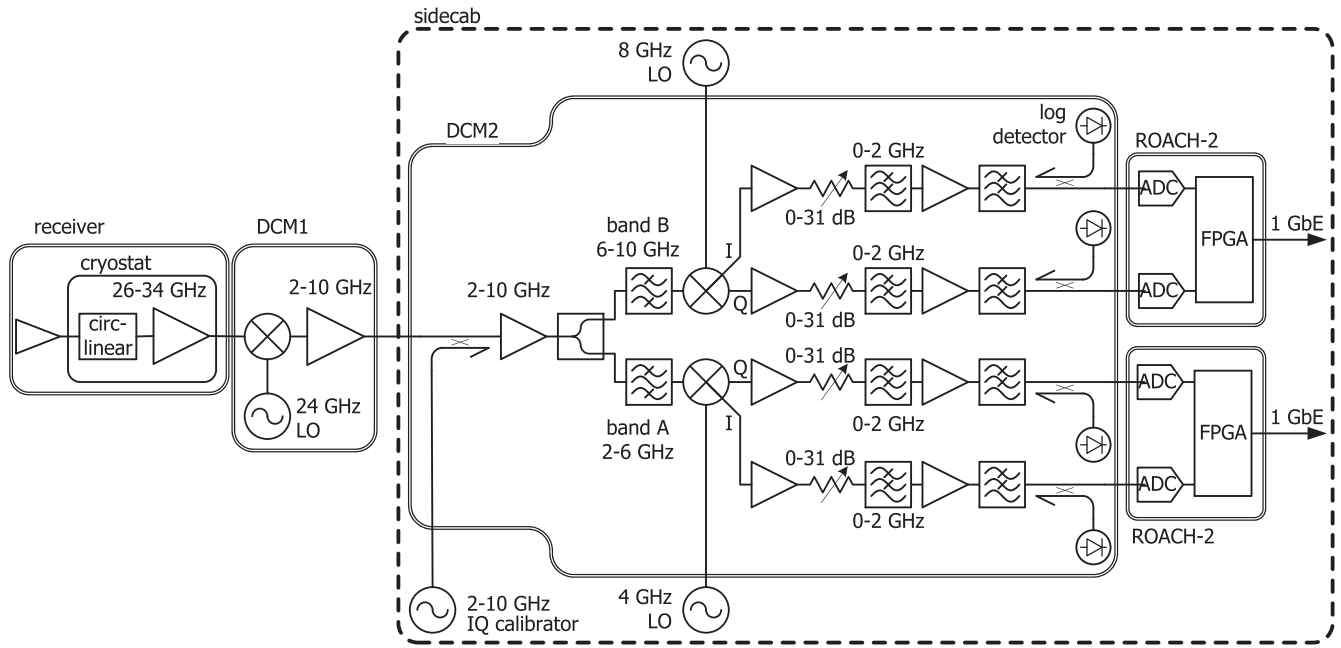 sidecab
8 GHz
LO
DCM2
log
detector
ROACH-2
0-2 GHz
ADC
0-31 dB
receiver
DCM1
band B
6-10 GHz
I
FPGA
1 GbE
cryostat
26-34 GHz
2-10 GHz
2-10 GHz
0-2 GHz
Q
ADC
0-31 dB
circ-
linear
0-31 dB
Q
ADC
24 GHz
LO
band A
2-6 GHz
I
0-2 GHz
FPGA
1 GbE
0-31 dB
ADC
0-2 GHz
ROACH-2
2-10 GHz
IQ calibrator
4 GHz
LO